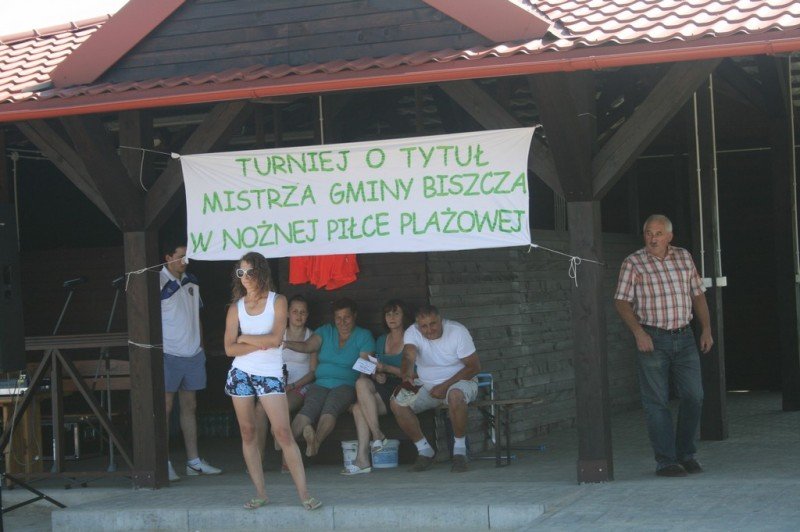 TURNIEJ O TYTUŁ
MISTRZA GMINY BISZCZA
W NOŻNEJ PIŁCE PLAŻOWEJ